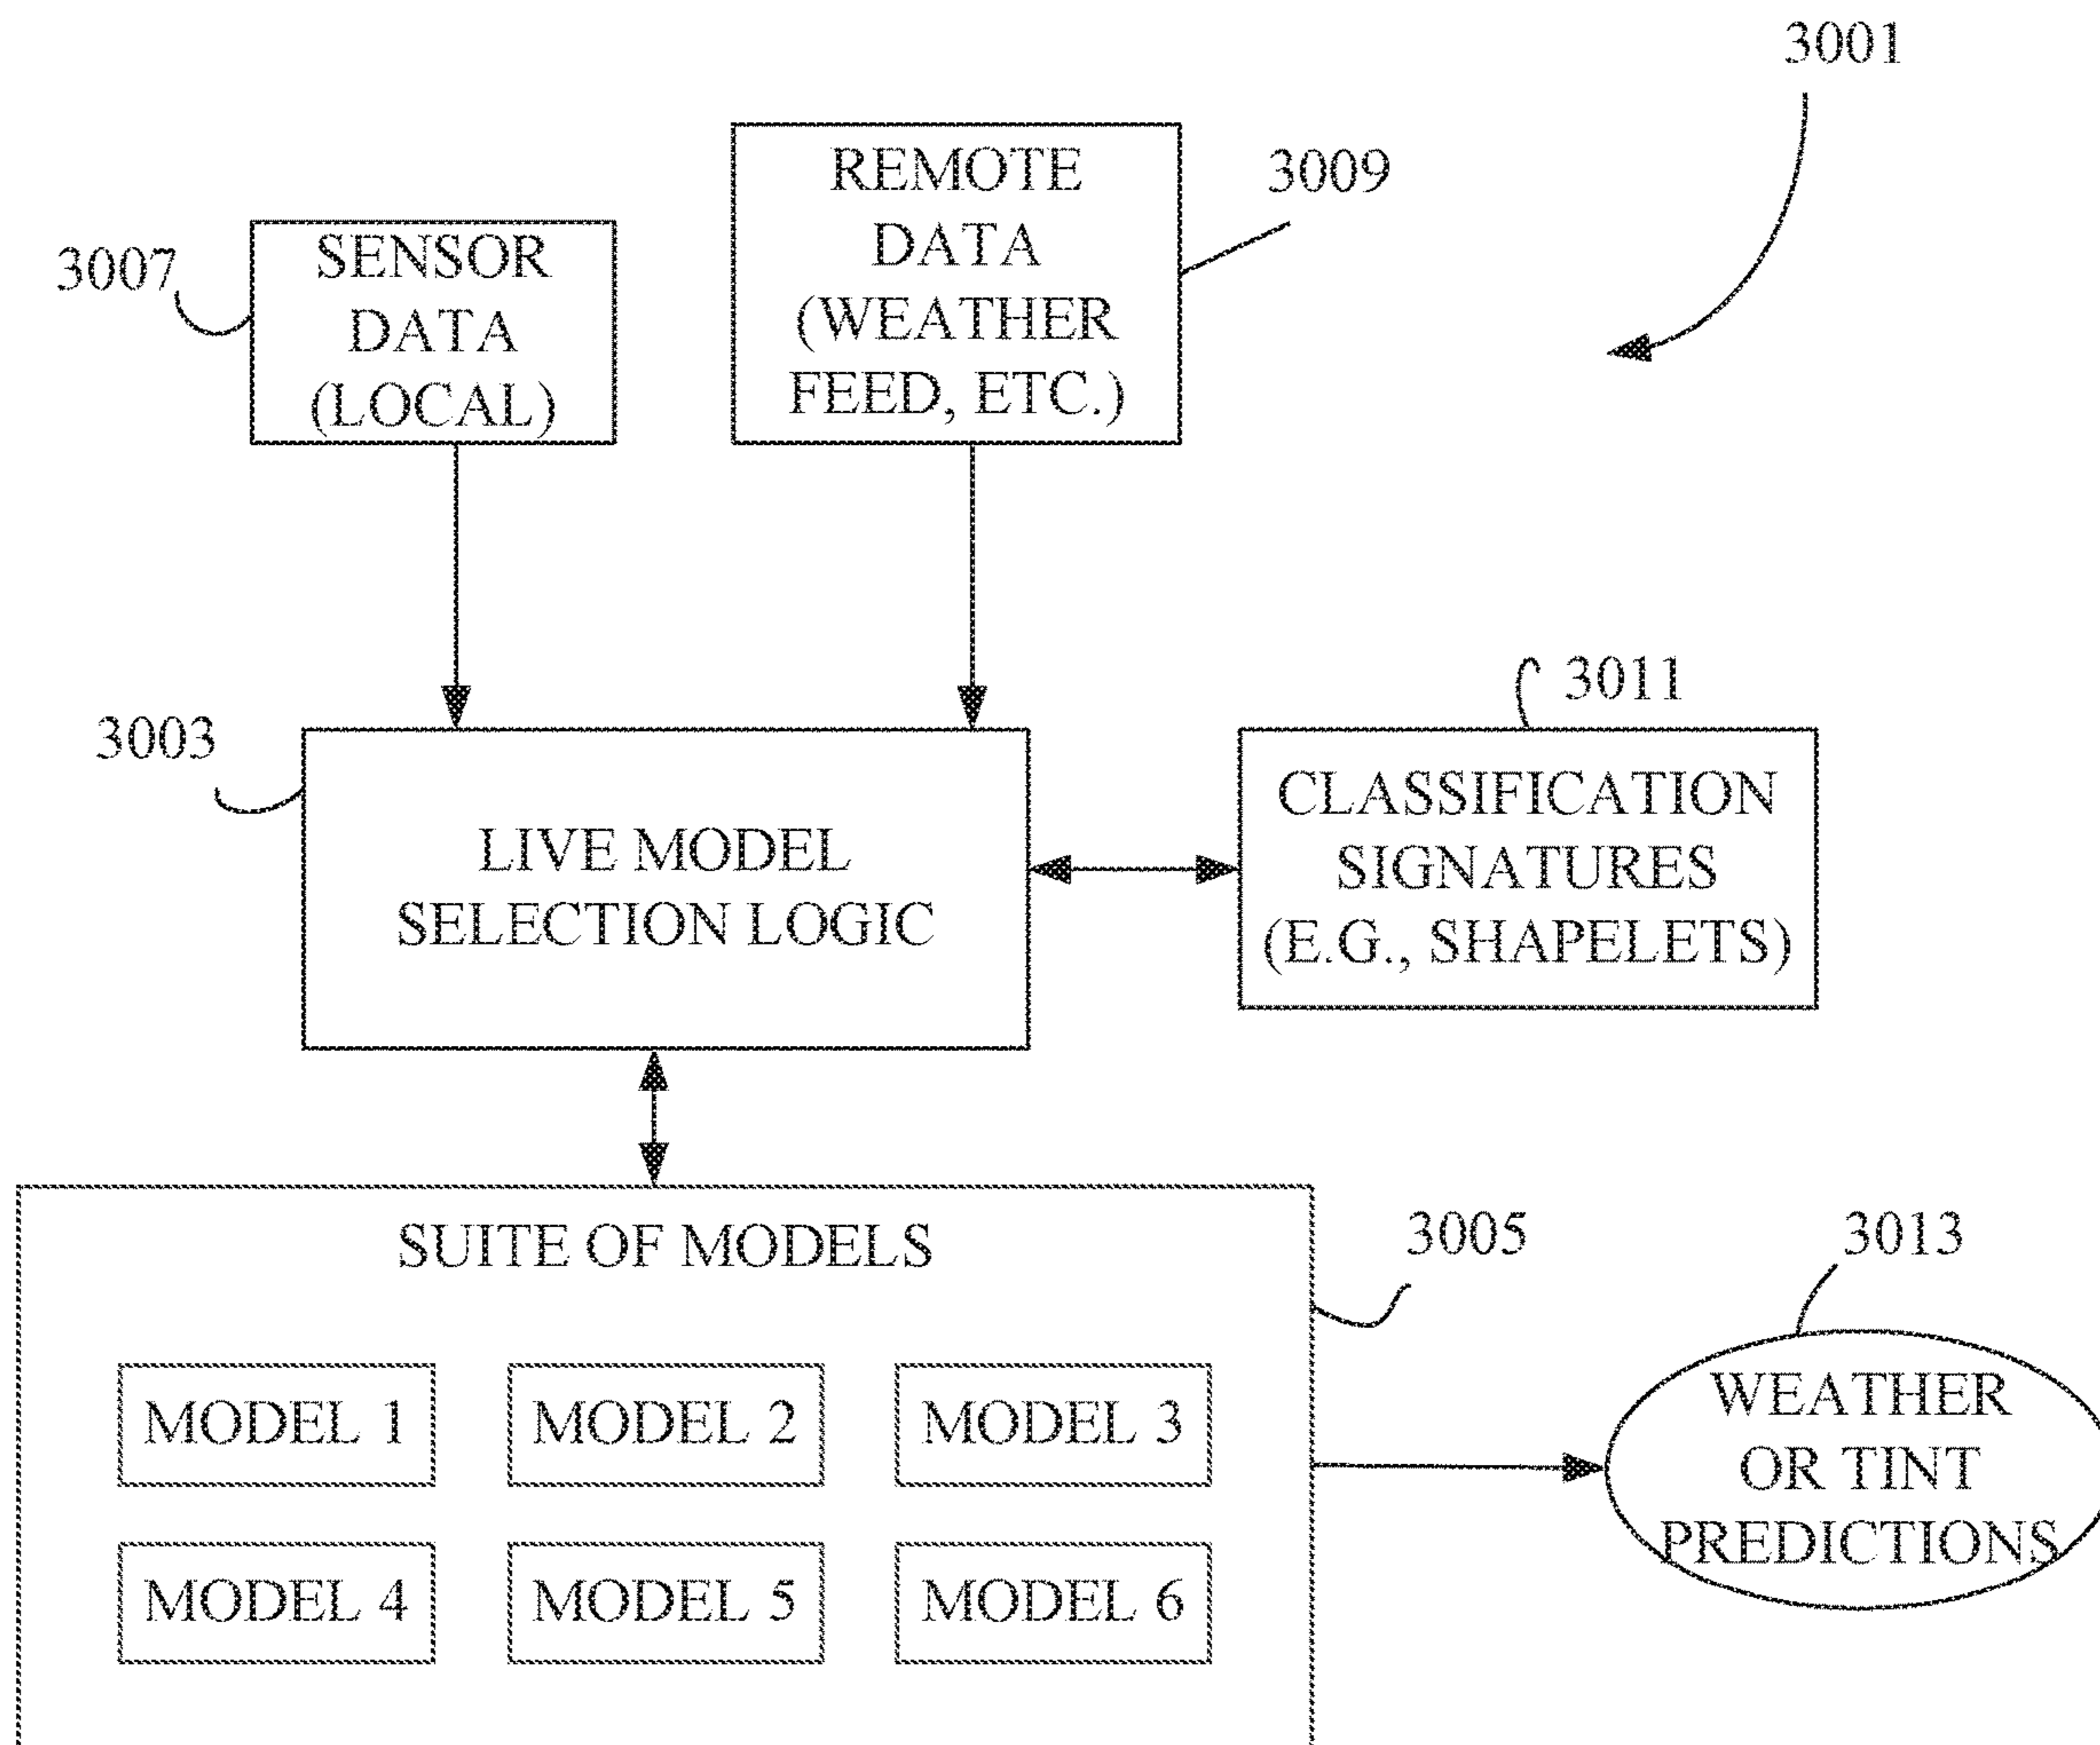 3001
3007
SENSOR
DATA
(LOCAL)
REMOTE
DATA
(WEATHER
FEED, ETC.)
3009
3003
LIVE MODEL
SELECTION LOGIC
3011
CLASSIFICATION
SIGNATURES
(E.G., SHAPELETS)
SUITE OF MODELS
3005
MODEL 1
MODEL 2
MODEL 3
MODEL 4
MODEL 5
MODEL 6
3013
WEATHER
OR TINT
PREDICTIONS